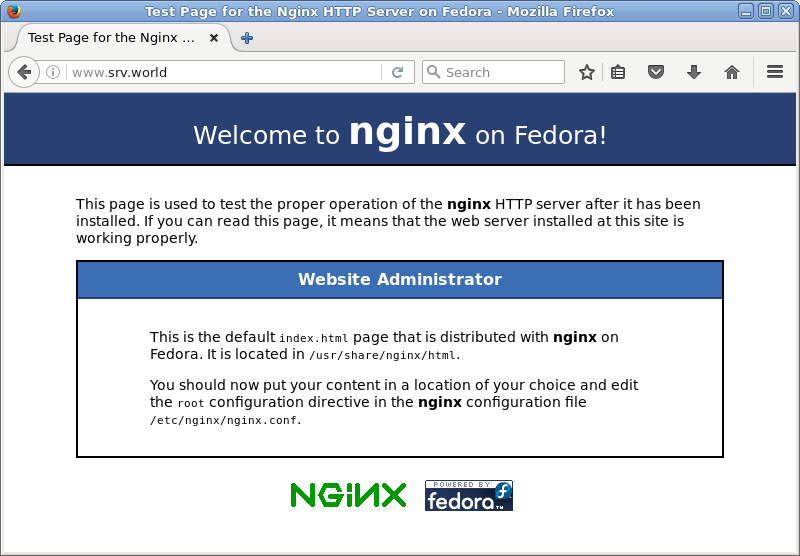 Test Page for the Nginx HTTP Server on Fedora - Mozilla Firefox
Test Page for the Nginx ...
www.srv.world
Search
Welcome to nginx on Fedora!
This page is used to test the proper operation of the nginx HTTP server after it has been
installed. If you can read this page, it means that the web server installed at this site is
working properly.
Website Administrator
This is the default index.html page that is distributed with nginx on
Fedora. It is located in /usr/share/nginx/html.
You should now put your content in a location of your choice and edit
the root configuration directive in the nginx configuration file
/etc/nginx/nginx.conf.
NGiNX
POWERED BY
fedora™